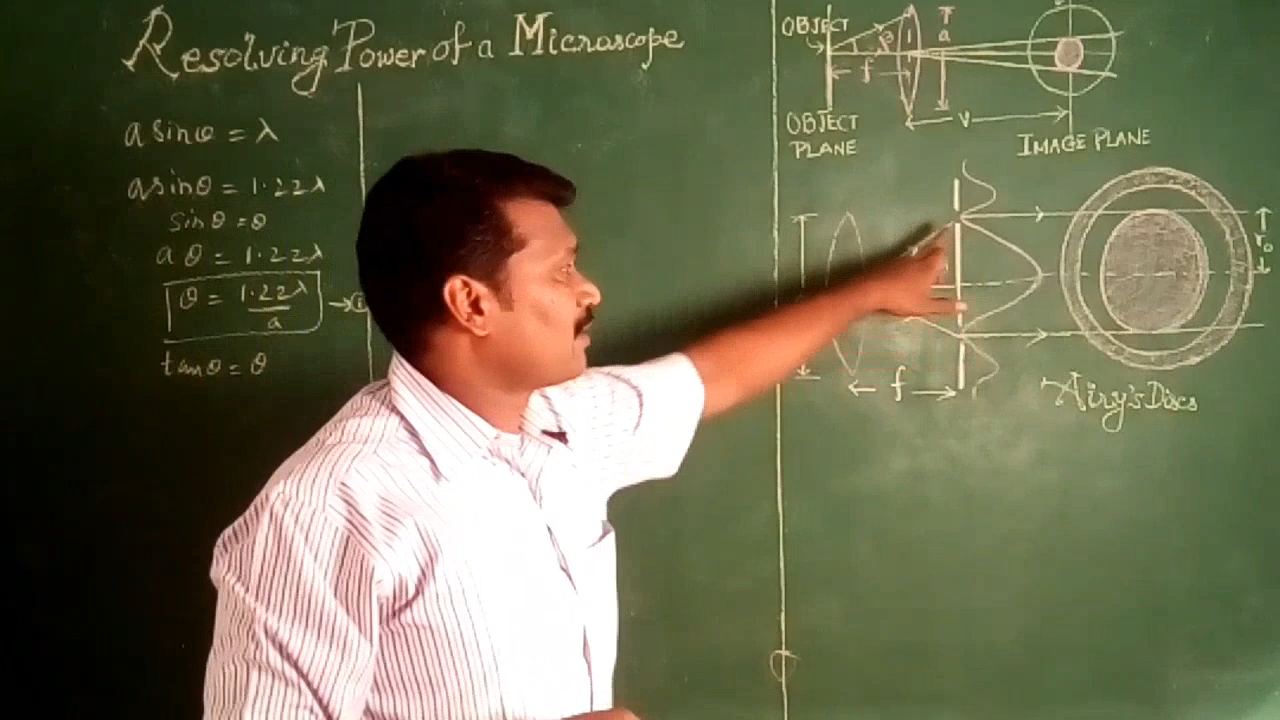 Resolving Power of a Microscope
a sinθ = λ
a sinθ = 1.22λ
sinθ = θ
aθ = 1.22λ
θ = 1.22λ
a
tanθ = θ
OBJECT
β
a
f
v
OBJECT
PLANE
IMAGE PLANE
r₀
f
Airy's Discs